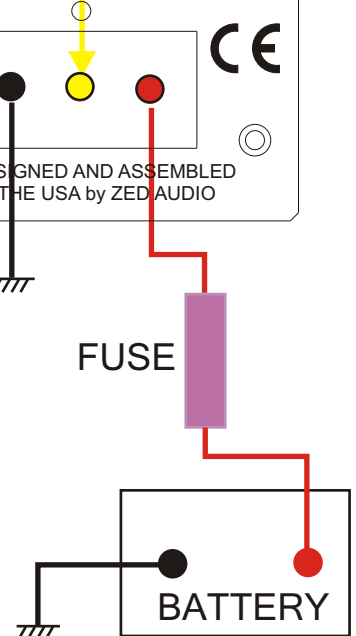 CE
SIGNED AND ASSEMBLED
THE USA by ZED AUDIO
FUSE
BATTERY